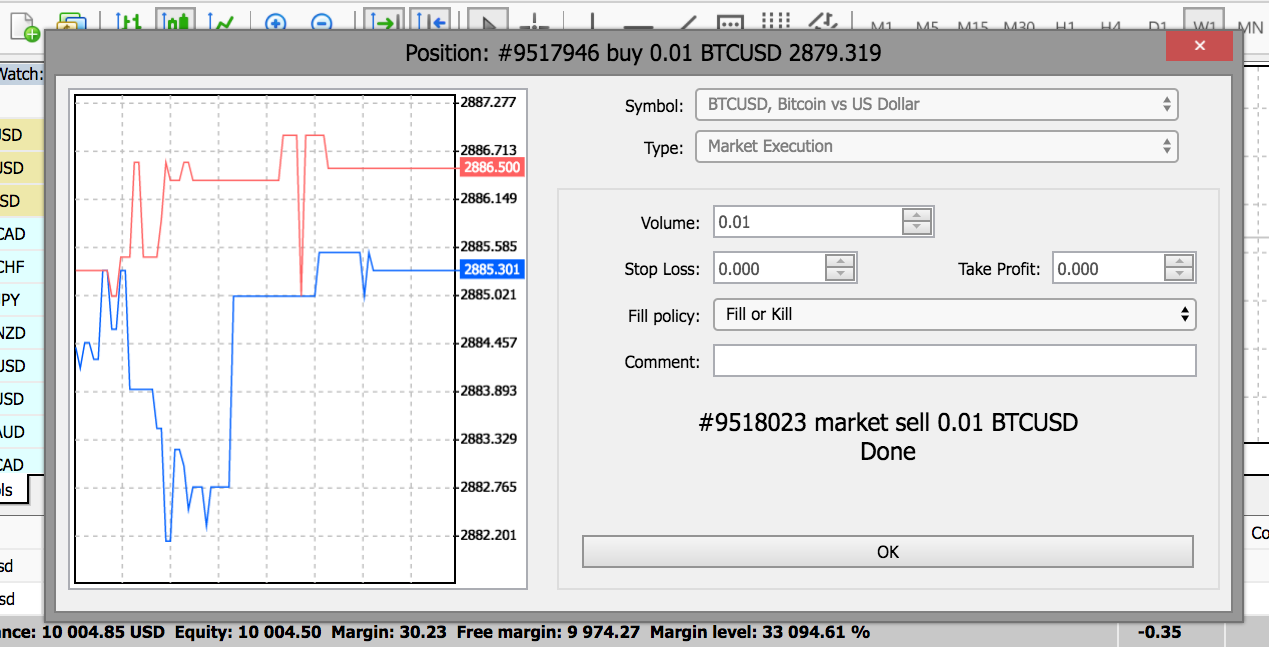 M1 M5 M15 M30 H1 H4 D1 W1 MN
Position: #9517946 buy 0.01 BTCUSD 2879.319
Watch:
SD
JSD
SD
CAD
CHF
PY
NZD
JSD
USD
AUD
CAD
ols
sd
sd
2887.277
2886.713
2886.500
2886.149
2885.585
2885.301
2885.021
2884.457
2883.893
2883.329
2882.765
2882.201
Symbol: BTCUSD, Bitcoin vs US Dollar
Type: Market Execution
Volume: 0.01
Stop Loss: 0.000 Take Profit: 0.000
Fill policy: Fill or Kill
Comment:
#9518023 market sell 0.01 BTCUSD
Done
OK
Co
ance: 10 004.85 USD Equity: 10 004.50 Margin: 30.23 Free margin: 9 974.27 Margin level: 33 094.61 % -0.35